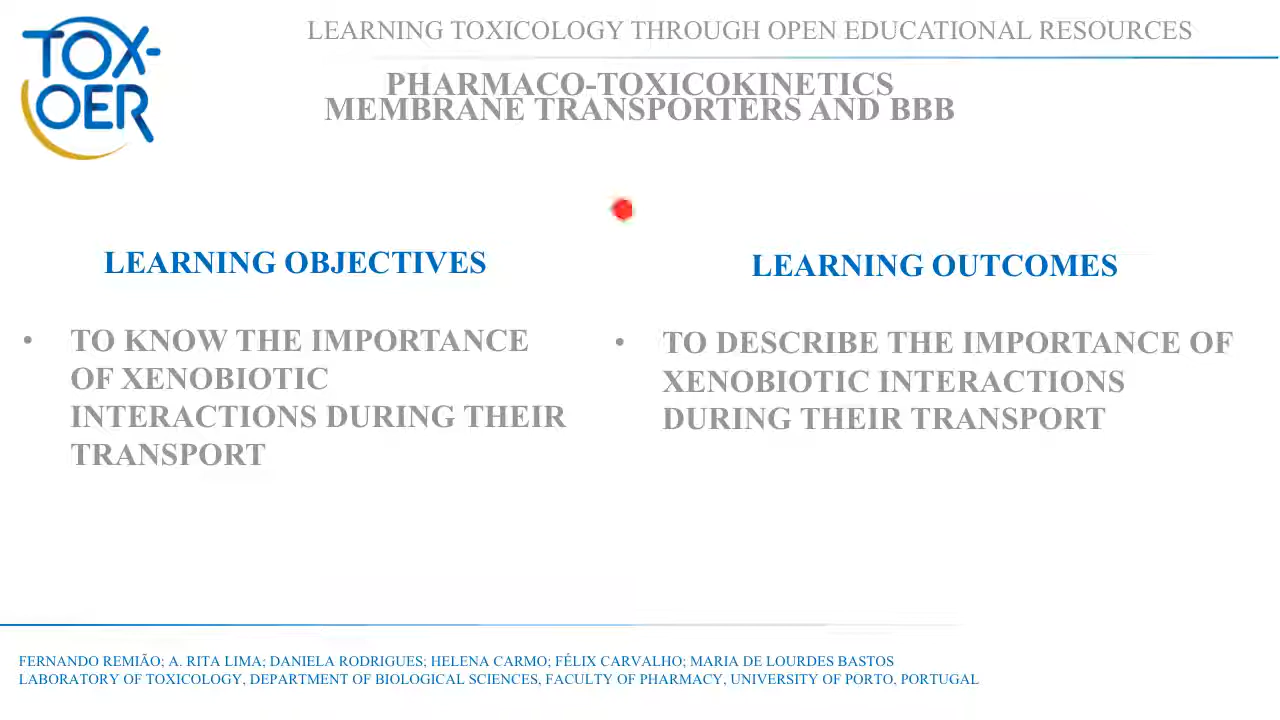 TOX-
OER
LEARNING TOXICOLOGY THROUGH OPEN EDUCATIONAL RESOURCES
PHARMACO-TOXICOKINETICS
MEMBRANE TRANSPORTERS AND BBB
LEARNING OBJECTIVES
• TO KNOW THE IMPORTANCE
OF XENOBIOTIC
INTERACTIONS DURING THEIR
TRANSPORT
LEARNING OUTCOMES
• TO DESCRIBE THE IMPORTANCE OF
XENOBIOTIC INTERACTIONS
DURING THEIR TRANSPORT
FERNANDO REMIÃO; A. RITA LIMA; DANIELA RODRIGUES; HELENA CARMO; FÉLIX CARVALHO; MARIA DE LOURDES BASTOS
LABORATORY OF TOXICOLOGY, DEPARTMENT OF BIOLOGICAL SCIENCES, FACULTY OF PHARMACY, UNIVERSITY OF PORTO, PORTUGAL